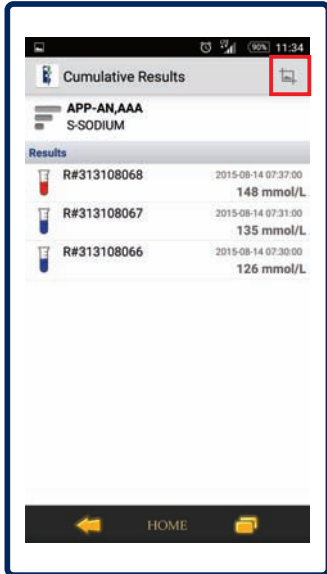 90% 11:34
Cumulative Results
APP-AN,AAA
S-SODIUM
Results
R#313108068 2015-08-14 07:37:00
148 mmol/L
R#313108067 2015-08-14 07:31:00
135 mmol/L
R#313108066 2015-08-14 07:30:00
126 mmol/L
HOME